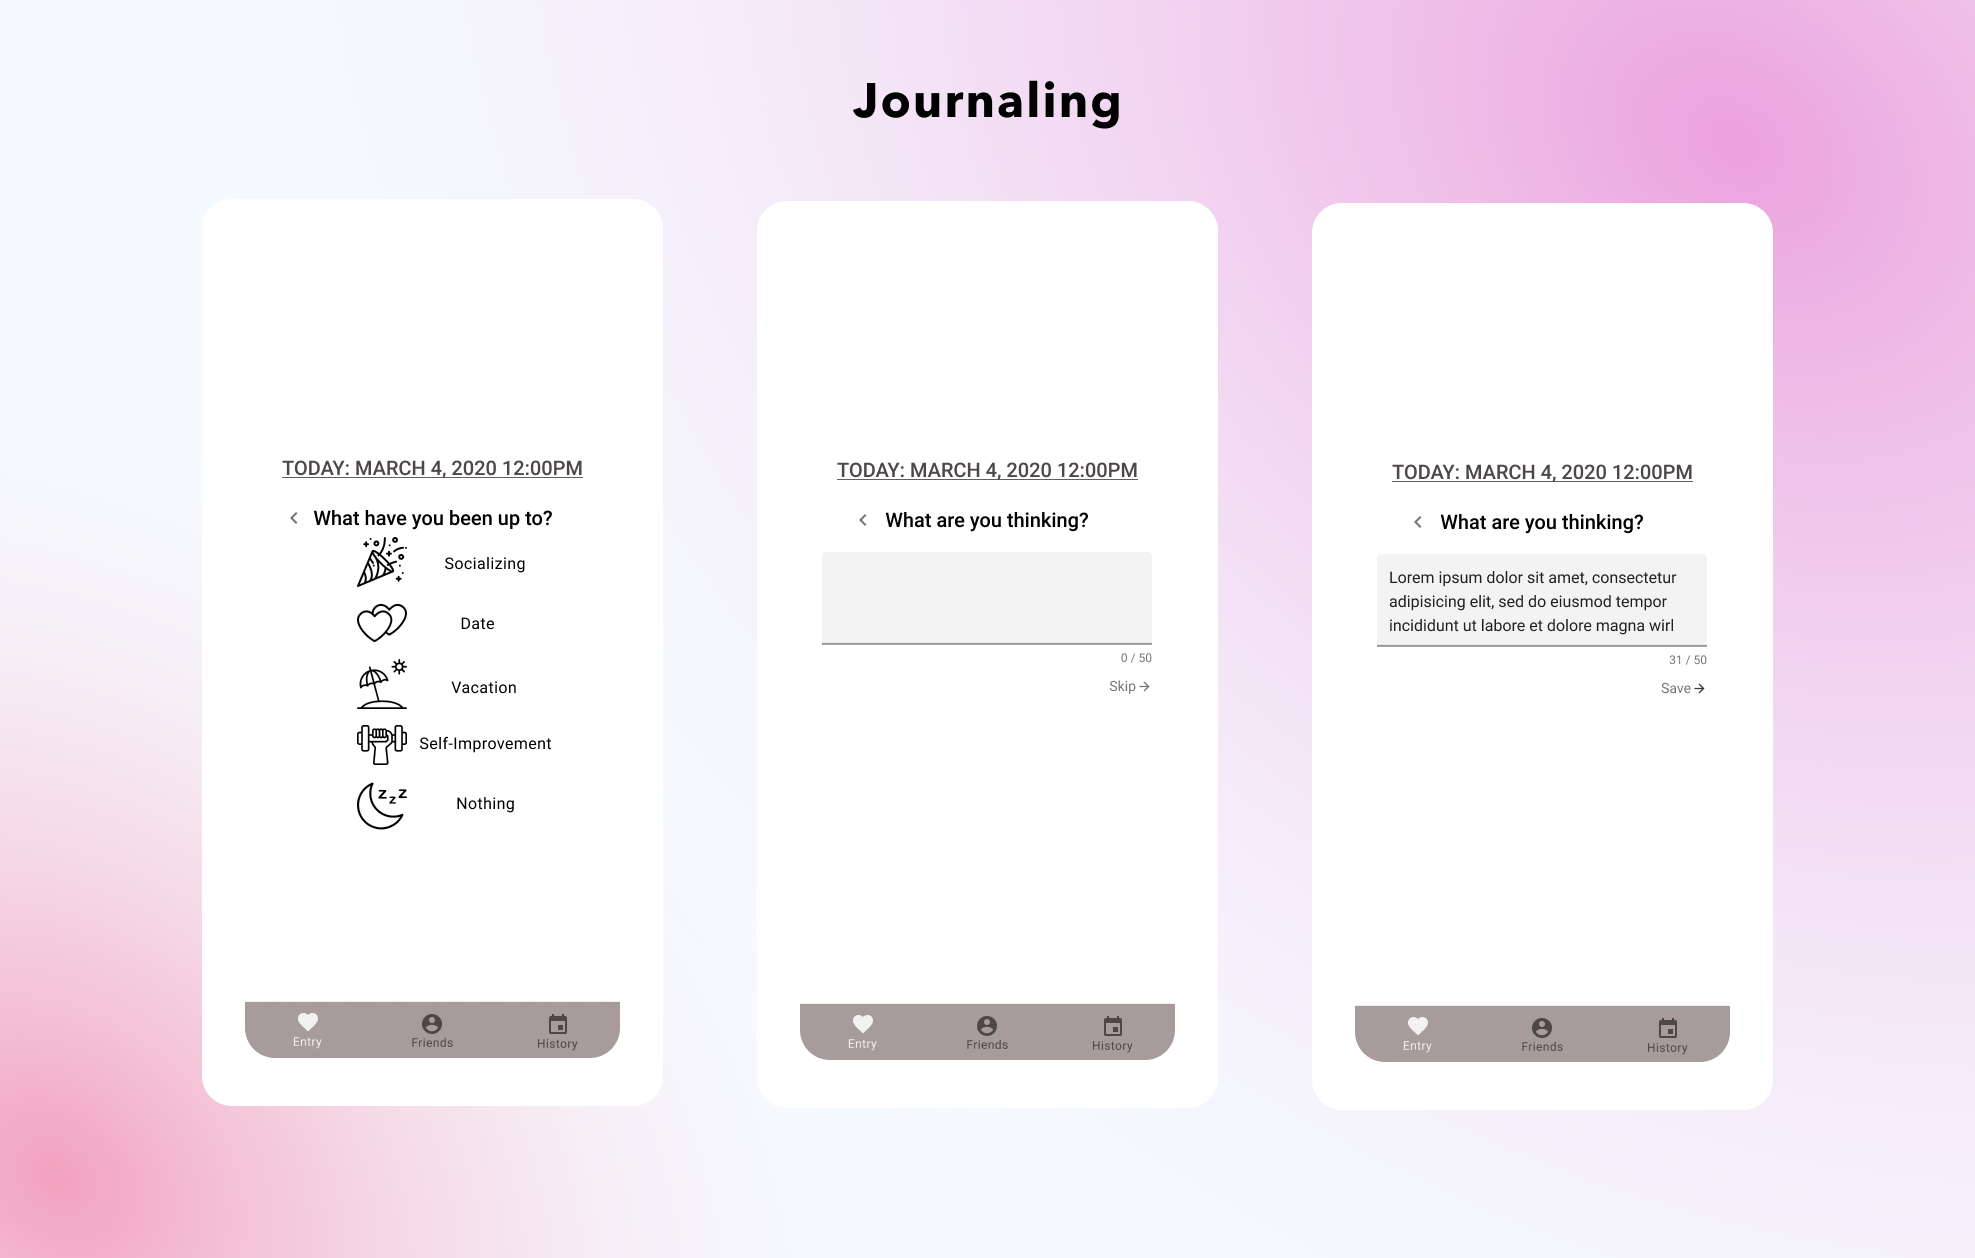 Journaling
TODAY: MARCH 4, 2020 12:00PM
What have you been up to?
Socializing
Date
Vacation
Self-Improvement
Nothing
z z z
Entry
Friends
History
TODAY: MARCH 4, 2020 12:00PM
What are you thinking?
0 / 50
Skip
Entry
Friends
History
TODAY: MARCH 4, 2020 12:00PM
What are you thinking?
Lorem ipsum dolor sit amet, consectetur
adipisicing elit, sed do eiusmod tempor
incididunt ut labore et dolore magna wirl
31 / 50
Save
Entry
Friends
History